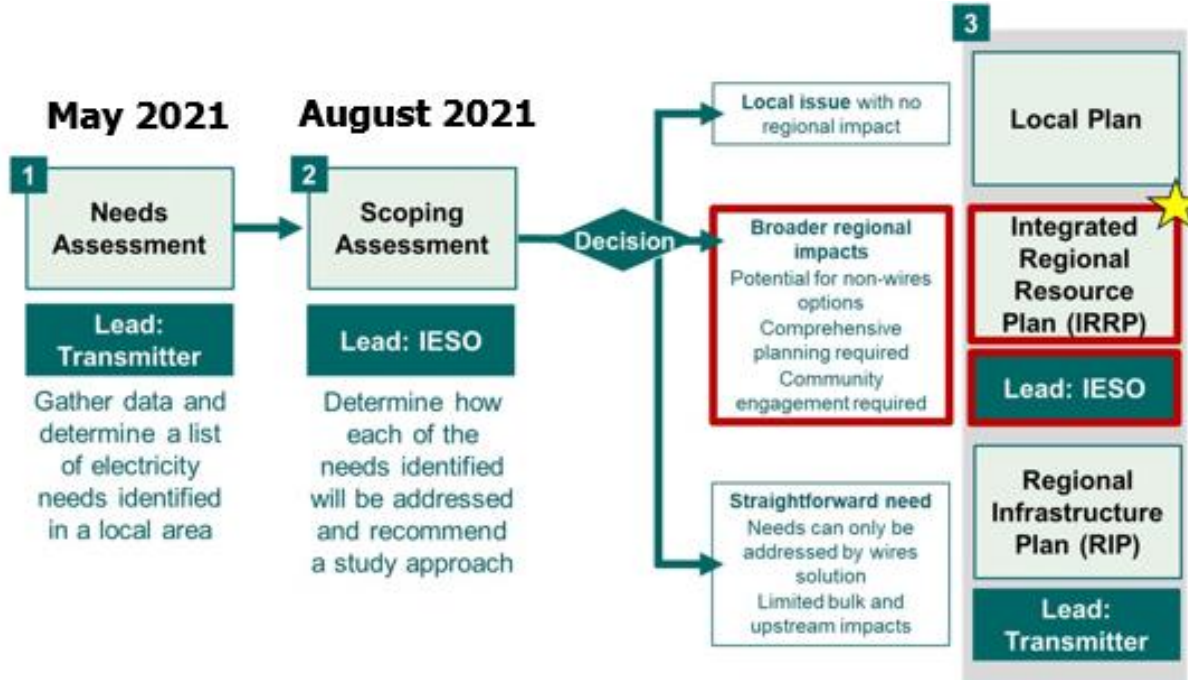 May 2021
1
Needs
Assessment
Lead:
Transmitter
Gather data and
determine a list
of electricity
needs identified
in a local area
August 2021
2
Scoping
Assessment
Lead: IESO
Determine how
each of the
needs identified
will be addressed
and recommend
a study approach
Decision
Local issue with no
regional impact
Broader regional
impacts
Potential for non-wires
options
Comprehensive
planning required
Community
engagement required
Straightforward need
Needs can only be
addressed by wires
solution
Limited bulk and
upstream impacts
3
Local Plan
Integrated
Regional
Resource
Plan (IRRP)
Lead: IESO
Regional
Infrastructure
Plan (RIP)
Lead:
Transmitter